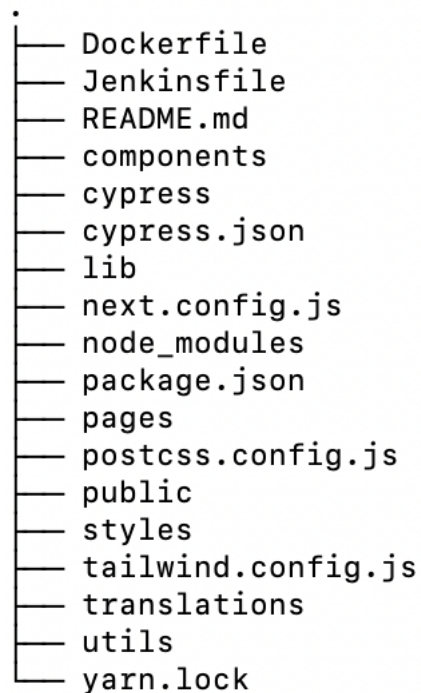 .
├── Dockerfile
├── Jenkinsfile
├── README.md
├── components
├── cypress
├── cypress.json
├── lib
├── next.config.js
├── node_modules
├── package.json
├── pages
├── postcss.config.js
├── public
├── styles
├── tailwind.config.js
├── translations
├── utils
└── yarn.lock